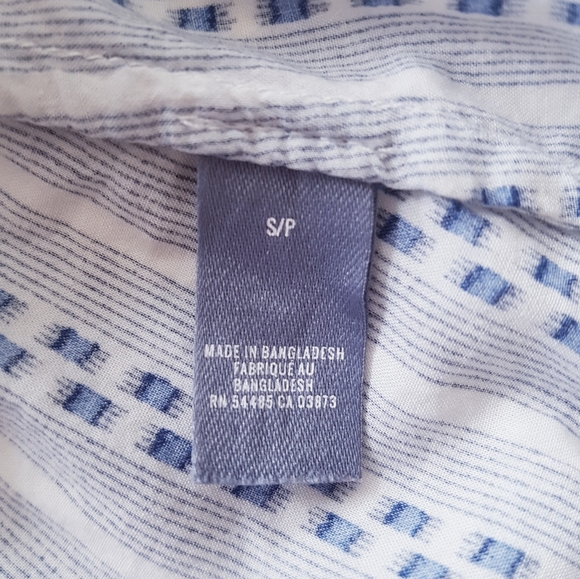 S/P
MADE IN BANGLADESH
FABRIQUÉ AU
BANGLADESH
RN 54485 CA 03873